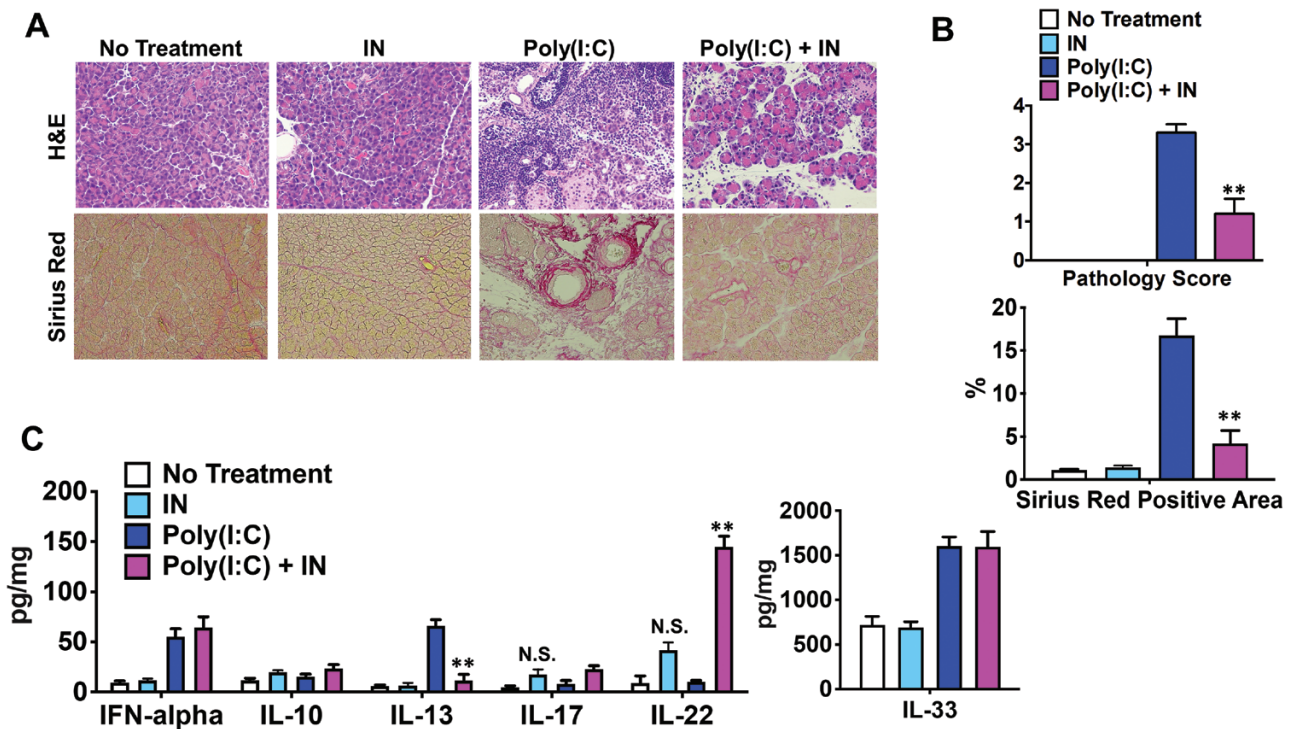 A
No Treatment
IN
Poly(I:C)
Poly(I:C) + IN
H&E
Sirius Red
B
No Treatment
IN
Poly(I:C)
Poly(I:C) + IN
4
3
2
1
0
**
Pathology Score
20
15
10
5
0
%
**
Sirius Red Positive Area
C
No Treatment
IN
Poly(I:C)
Poly(I:C) + IN
200
150
100
50
0
pg/mg
**
N.S.
N.S.
**
IFN-alpha
IL-10
IL-13
IL-17
IL-22
2000
1500
1000
500
0
pg/mg
IL-33